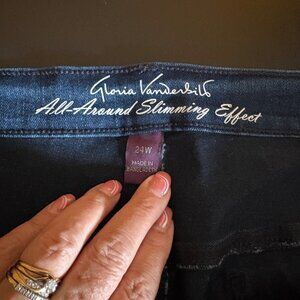 Gloria Vanderbilt
All-Around Slimming Effect
24W
MADE IN
BANGLADESH